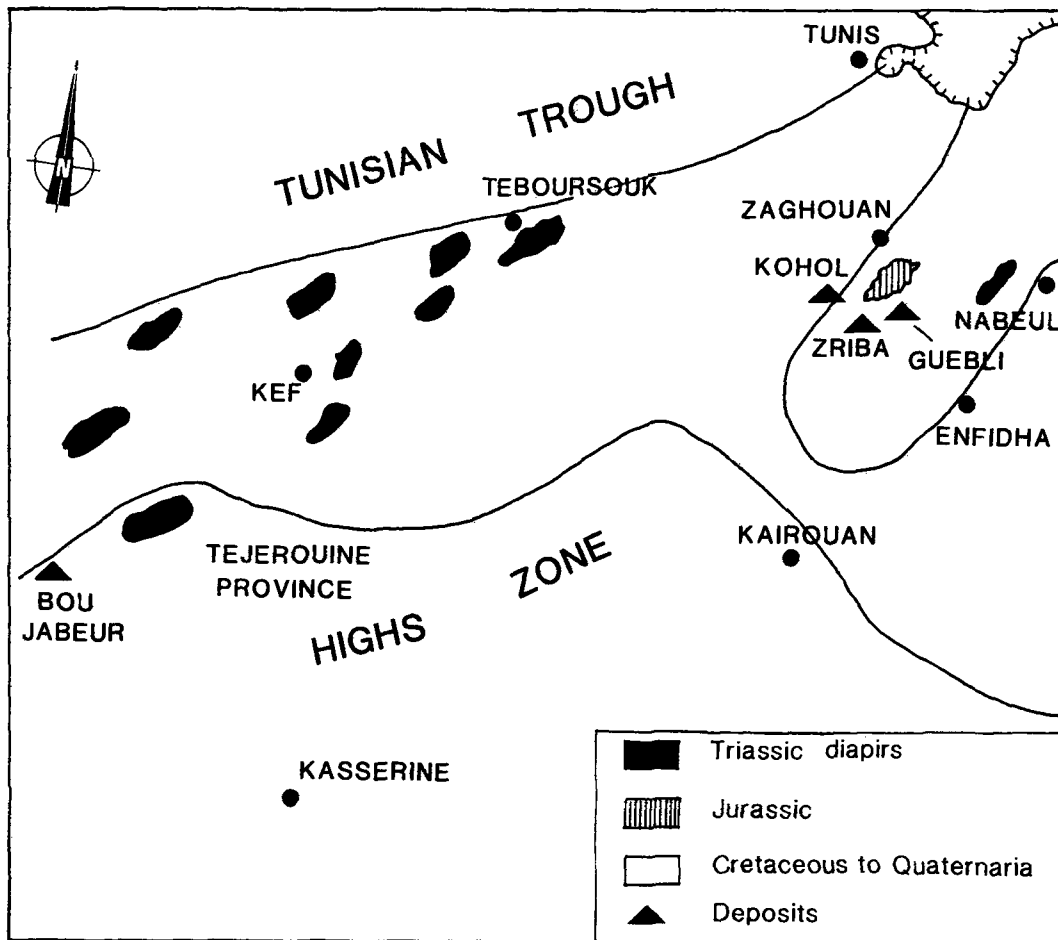 TUNIS
TUNISIAN TROUGH
TEBOURSOUK
ZAGHOUAN
KOHOL
NABEUL
ZRIBA
GUEBLI
KEF
ENFIDHA
N
KAIROUAN
TEJEROUINE
PROVINCE
HIGHS ZONE
BOU
JABEUR
KASSERINE
Triassic diapirs
Jurassic
Cretaceous to Quaternaria
Deposits